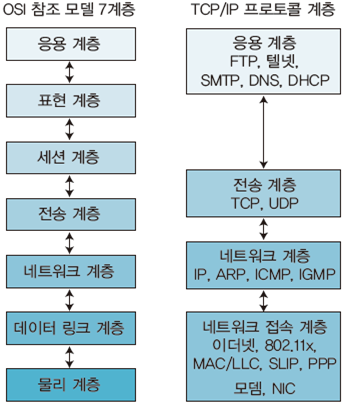 OSI 참조 모델 7계층
응용 계층
표현 계층
세션 계층
전송 계층
네트워크 계층
데이터 링크 계층
물리 계층
TCP/IP 프로토콜 계층
응용 계층
FTP, 텔넷,
SMTP, DNS, DHCP
전송 계층
TCP, UDP
네트워크 계층
IP, ARP, ICMP, IGMP
네트워크 접속 계층
이더넷, 802.11x,
MAC/LLC, SLIP, PPP
모뎀, NIC